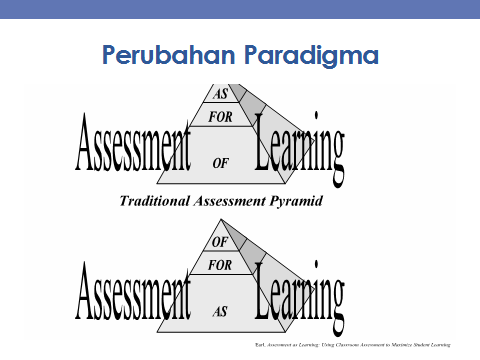 Perubahan Paradigma
AS
FOR
Assessment OF Learning
Traditional Assessment Pyramid
OF
FOR
Assessment AS Learning
Earl, Assessment as Learning: Using Classroom Assessment to Maximize Student Learning